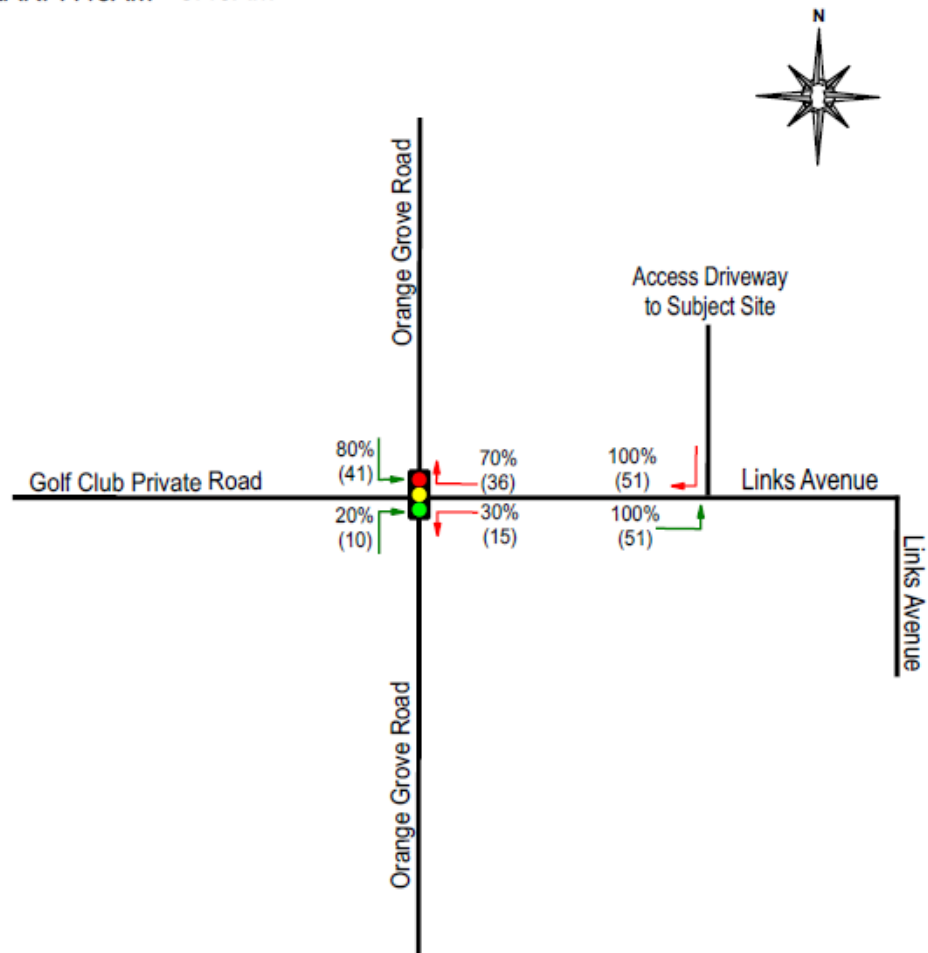 N
Orange Grove Road
Access Driveway
to Subject Site
80%
(41)
70%
(36)
100%
(51)
Golf Club Private Road
Links Avenue
20%
(10)
30%
(15)
100%
(51)
Links Avenue
Orange Grove Road